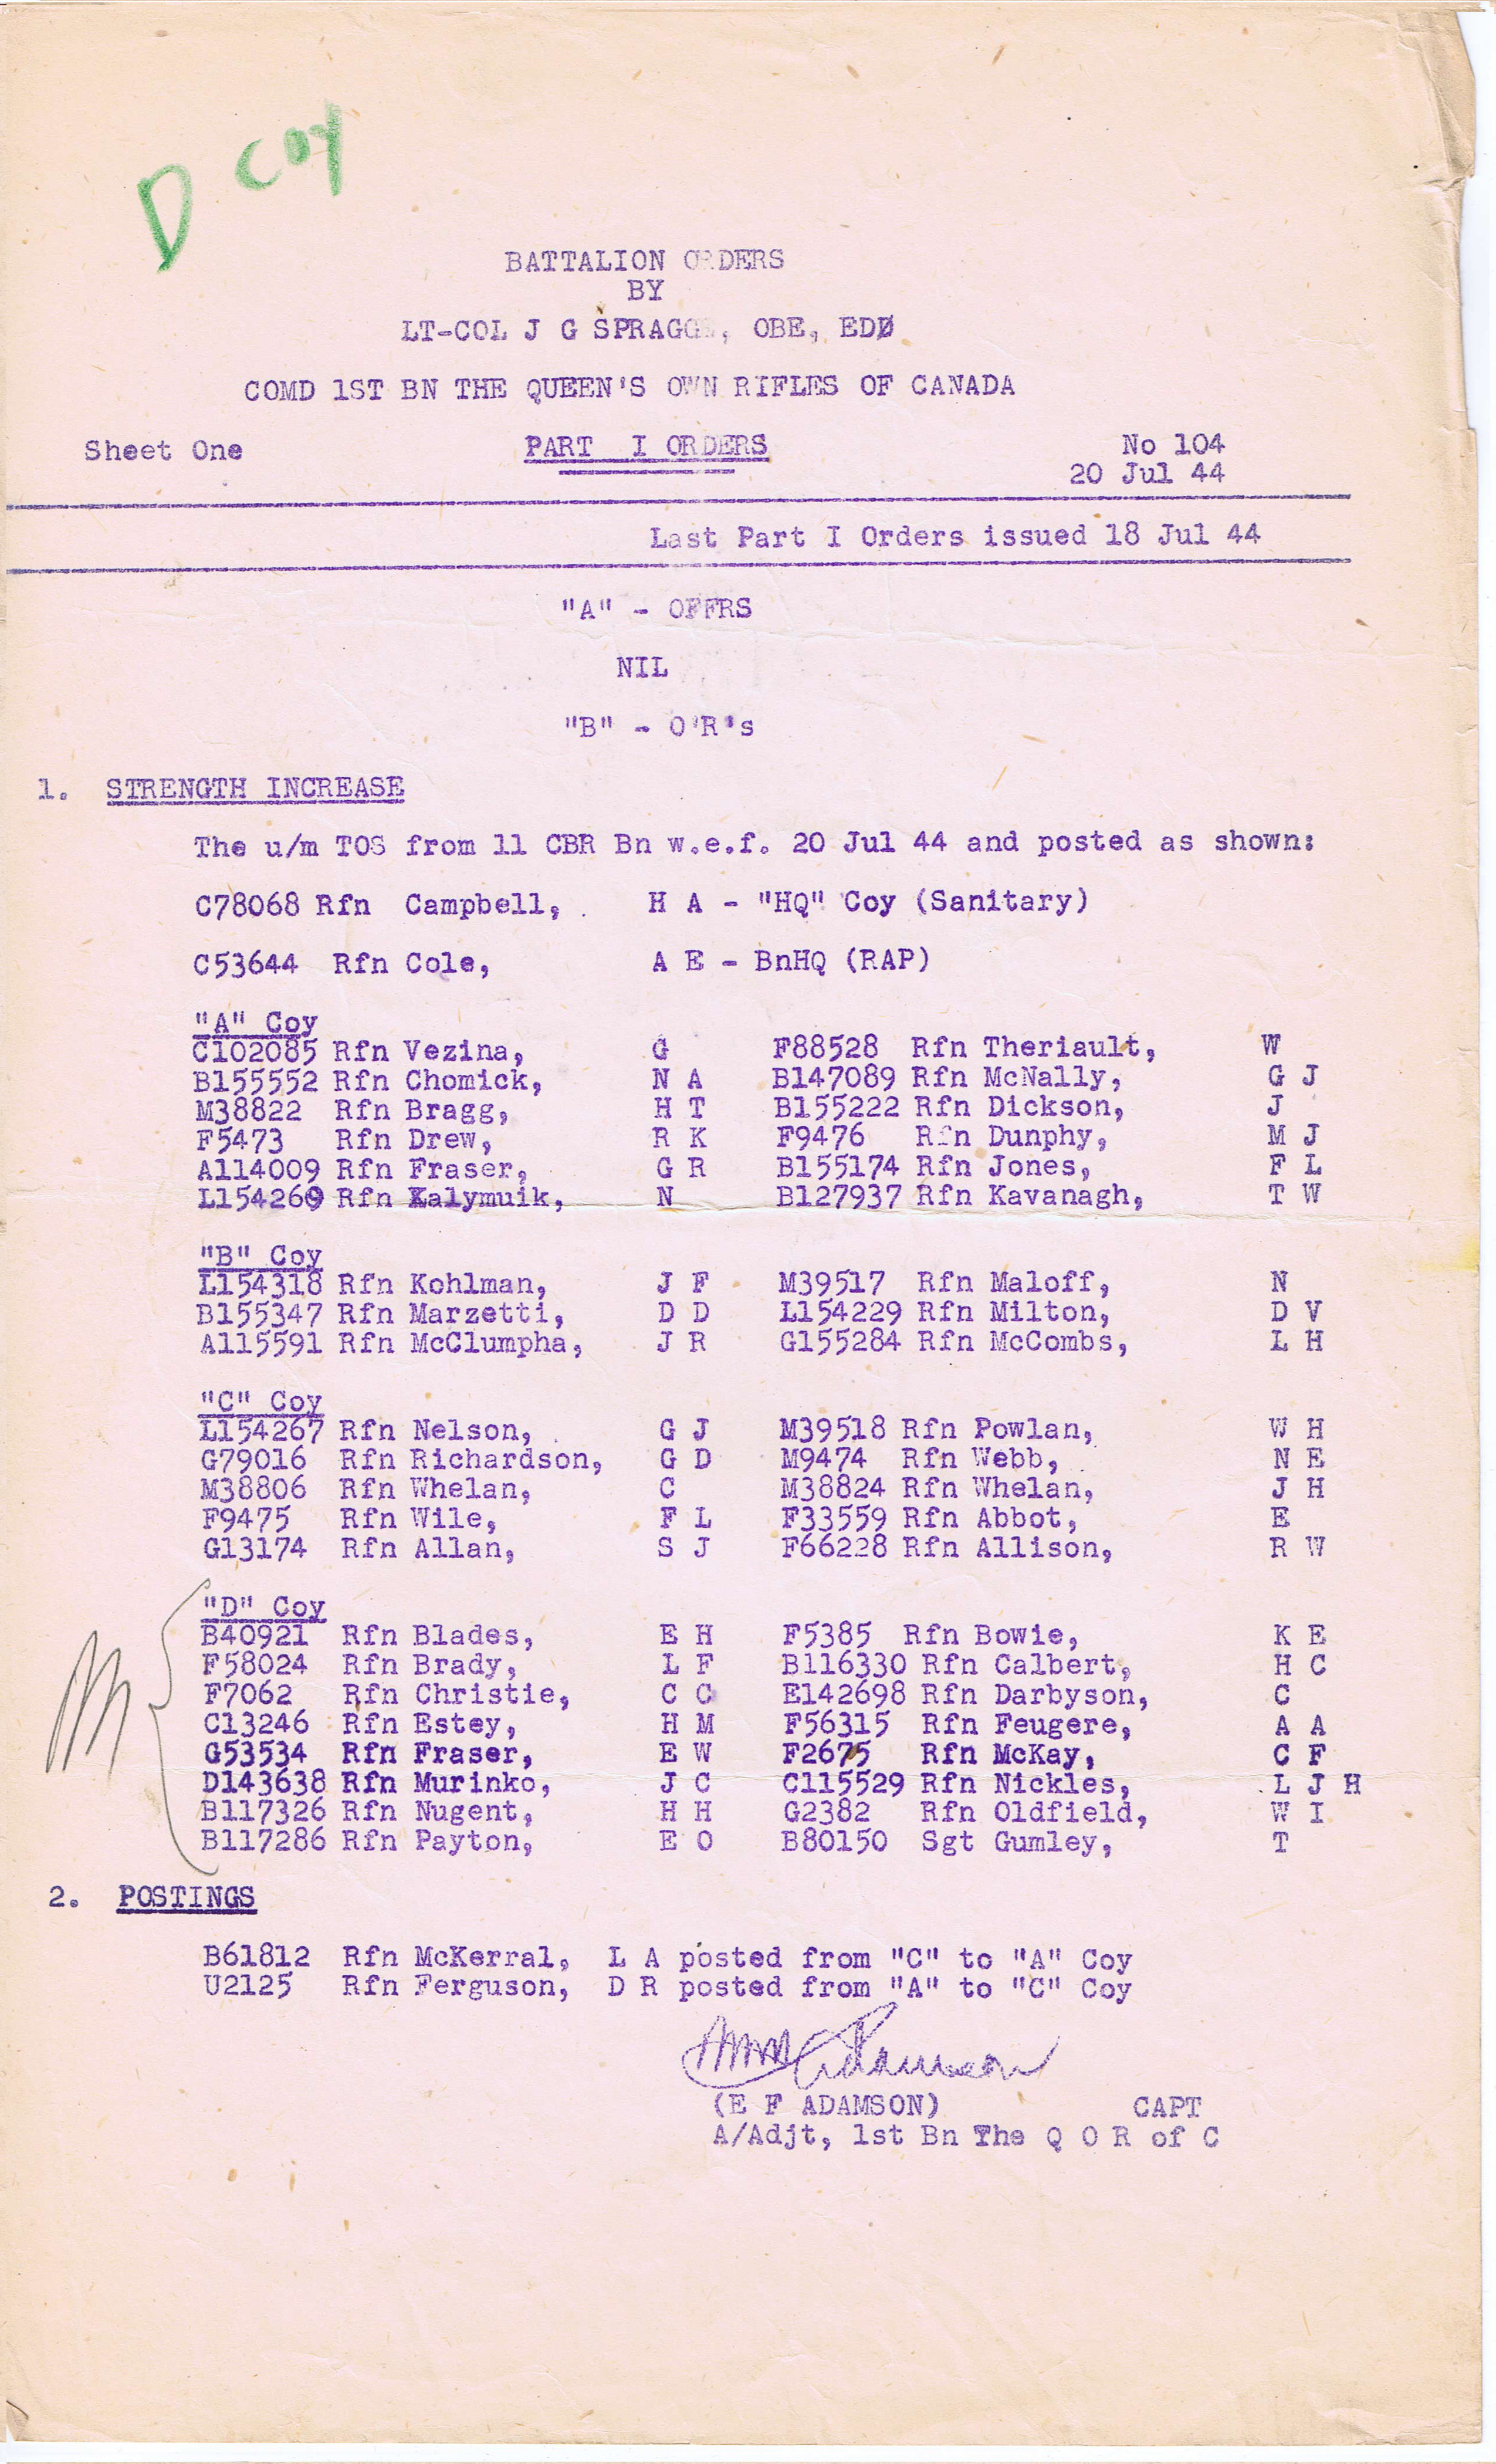 D Coy
BATTALION ORDERS
BY
LT-COL J G SPRAGGE, OBE, ED
COMD 1ST BN THE QUEEN'S OWN RIFLES OF CANADA
Sheet One PART I ORDERS No 104
20 Jul 44
Last Part I Orders issued 18 Jul 44
"A" - OFFRS
NIL
"B" - O'R's
1. STRENGTH INCREASE
The u/m TOS from 11 CBR Bn w.e.f. 20 Jul 44 and posted as shown:
C78068 Rfn Campbell, H A - "HQ" Coy (Sanitary)
C53644 Rfn Cole, A E - BnHQ (RAP)
"A" Coy
C102085 Rfn Vezina, G F88528 Rfn Theriault, W
B155552 Rfn Chomick, N A B147089 Rfn McNally, G J
M38822 Rfn Bragg, H T B155222 Rfn Dickson, J
F5473 Rfn Drew, R K F9476 Rfn Dunphy, M J
A114009 Rfn Fraser, G R B155174 Rfn Jones, F L
L154269 Rfn Kalymuik, N B127937 Rfn Kavanagh, T W
"B" Coy
L154318 Rfn Kohlman, J F M39517 Rfn Maloff, N
B155347 Rfn Marzetti, D D L154229 Rfn Milton, D V
A115591 Rfn McClumpha, J R G155284 Rfn McCombs, L H
"C" Coy
L154267 Rfn Nelson, G J M39518 Rfn Powlan, W H
G79016 Rfn Richardson, G D M9474 Rfn Webb, N E
M38806 Rfn Whelan, C M38824 Rfn Whelan, J H
F9475 Rfn Wile, F L F33559 Rfn Abbot, E
G13174 Rfn Allan, S J F66228 Rfn Allison, R W
"D" Coy
B40921 Rfn Blades, E H F5385 Rfn Bowie, K E
F58024 Rfn Brady, L F B116330 Rfn Calbert, H C
F7062 Rfn Christie, C C E142698 Rfn Darbyson, C
C13246 Rfn Estey, H M F56315 Rfn Feugere, A A
G53534 Rfn Fraser, E W F2675 Rfn McKay, C F
D143638 Rfn Murinko, J C C115529 Rfn Nickles, L J H
B117326 Rfn Nugent, H H G2382 Rfn Oldfield, W I
B117286 Rfn Payton, E O B80150 Sgt Gumley, T
2. POSTINGS
B61812 Rfn McKerral, L A posted from "C" to "A" Coy
U2125 Rfn Ferguson, D R posted from "A" to "C" Coy
Adamson
(E F ADAMSON) CAPT
A/Adjt, 1st Bn The Q O R of C